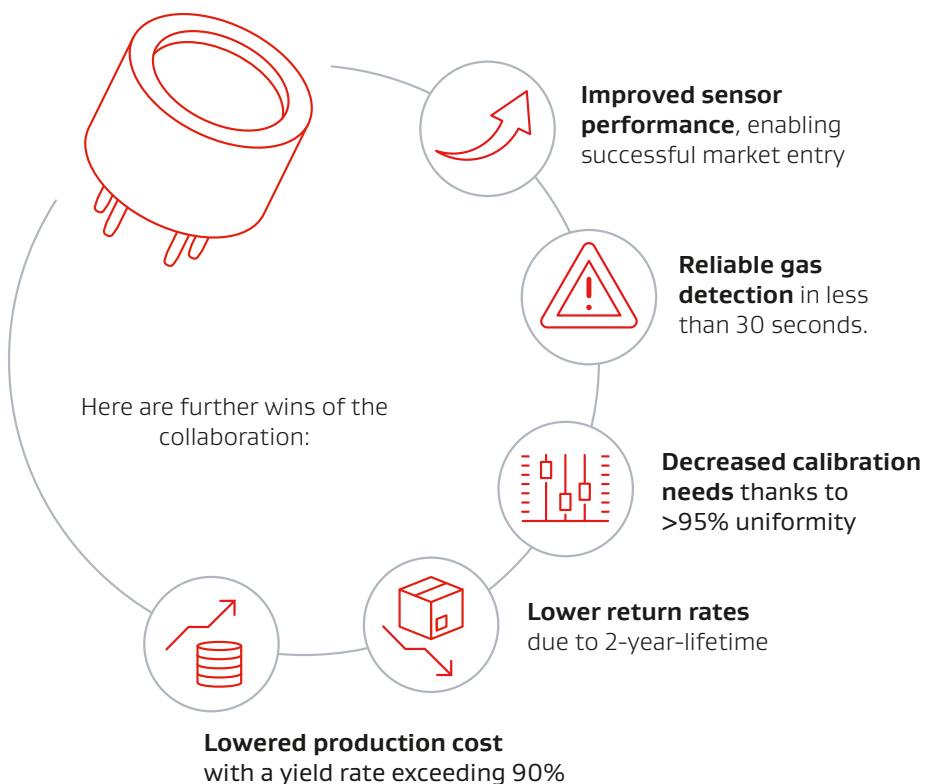 Improved sensor
performance, enabling
successful market entry
Reliable gas
detection in less
than 30 seconds.
Here are further wins of the
collaboration:
Decreased calibration
needs thanks to
>95% uniformity
Lower return rates
due to 2-year-lifetime
Lowered production cost
with a yield rate exceeding 90%